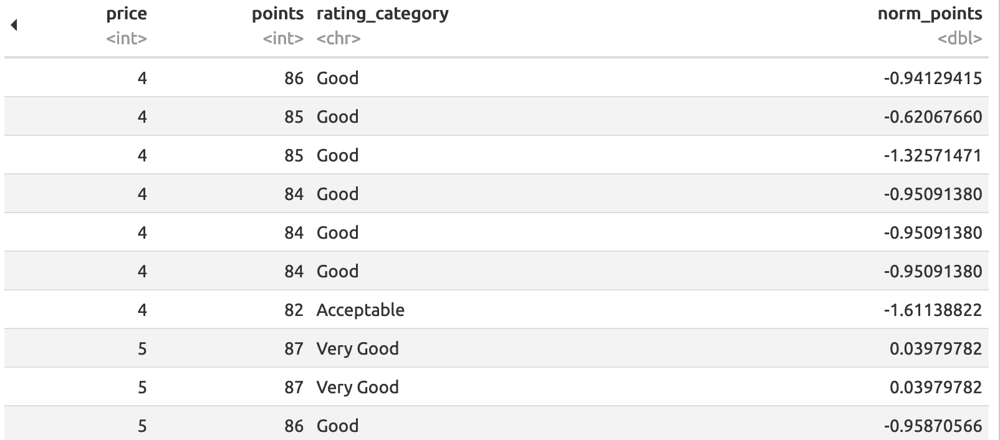 price points rating_category norm_points
<int> <int> <chr> <dbl>
4 86 Good -0.94129415
4 85 Good -0.62067660
4 85 Good -1.32571471
4 84 Good -0.95091380
4 84 Good -0.95091380
4 84 Good -0.95091380
4 82 Acceptable -1.61138822
5 87 Very Good 0.03979782
5 87 Very Good 0.03979782
5 86 Good -0.95870566